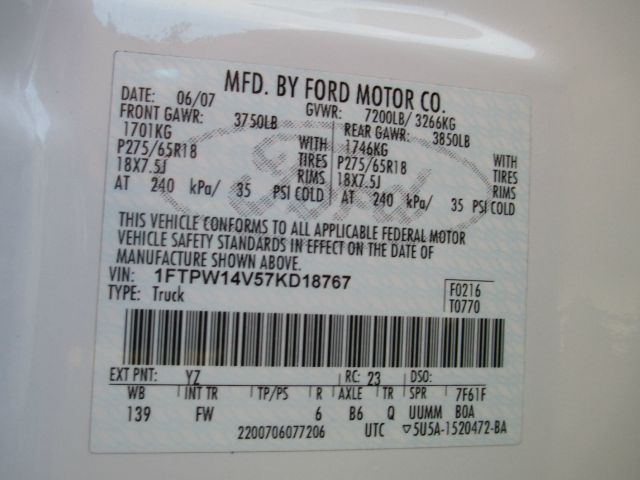 MFD. BY FORD MOTOR CO.
DATE: 06/07 GVWR: 7200LB/ 3266KG
FRONT GAWR: 3750LB REAR GAWR: 3850LB
1701KG WITH 1746KG WITH
P275/65R18 TIRES P275/65R18 TIRES
18X7.5J RIMS 18X7.5J RIMS
AT 240 kPa/ 35 PSI COLD AT 240 kPa/ 35 PSI COLD
Ford
THIS VEHICLE CONFORMS TO ALL APPLICABLE FEDERAL MOTOR
VEHICLE SAFETY STANDARDS IN EFFECT ON THE DATE OF
MANUFACTURE SHOWN ABOVE.
VIN: 1FTPW14V57KD18767
TYPE: Truck
F0216
T0770
EXT PNT: YZ RC: 23 DSO:
WB INT TR TP/PS R AXLE TR SPR 7F61F
139 FW 6 B6 Q UUMM BOA
2200706077206 UTC ▽5U5A-1520472-BA